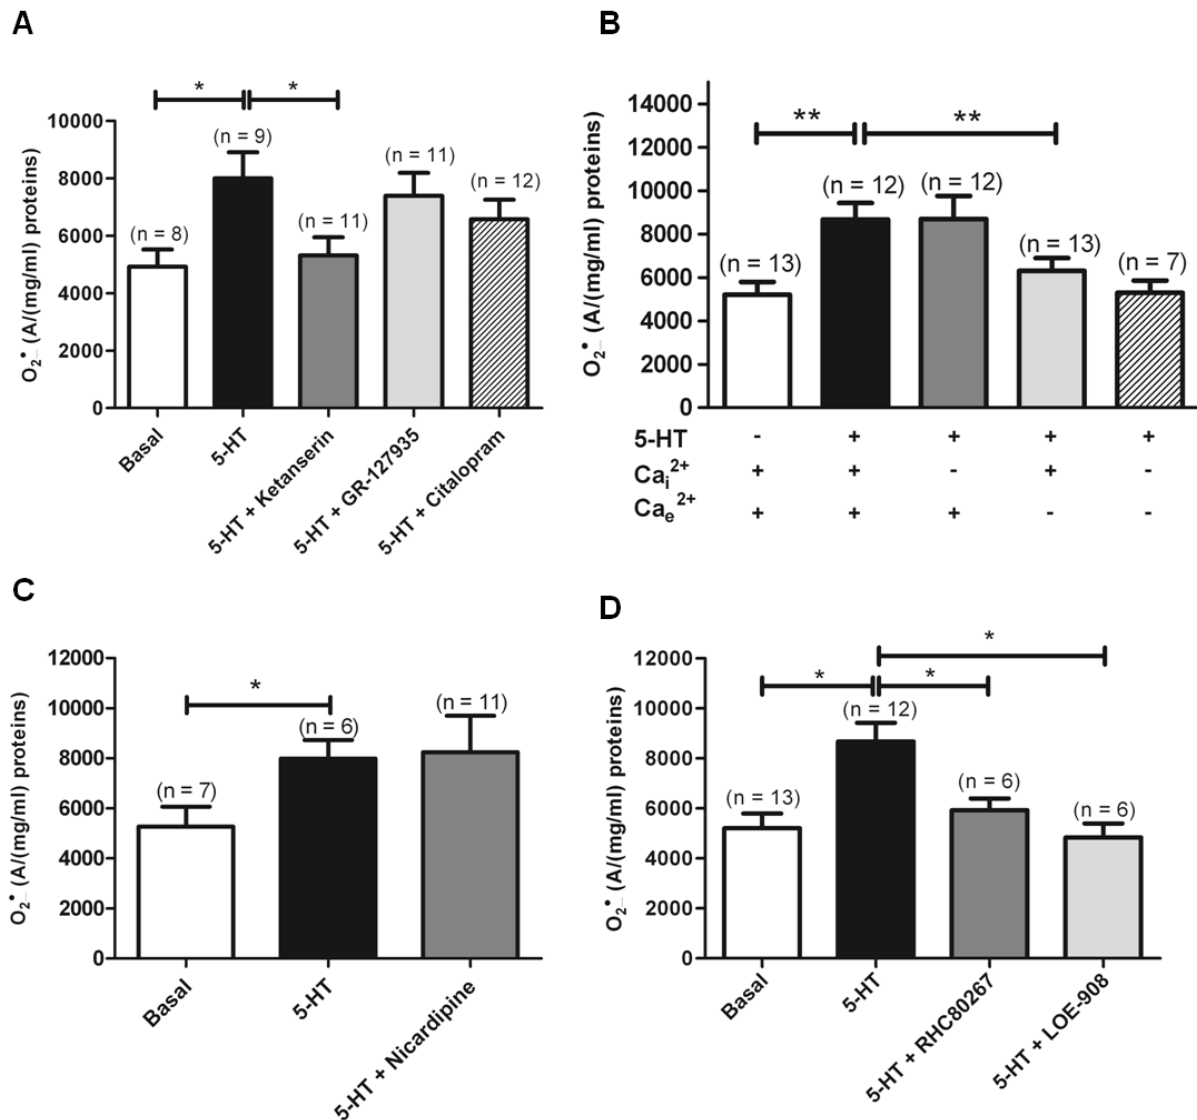 A
O2•– (A/(mg/ml) proteins)
10000
8000
6000
4000
2000
0
*
*
(n = 8)
(n = 9)
(n = 11)
(n = 11)
(n = 12)
Basal
5-HT
5-HT + Ketanserin
5-HT + GR-127935
5-HT + Citalopram
B
O2•– (A/(mg/ml) proteins)
14000
12000
10000
8000
6000
4000
2000
0
**
**
(n = 13)
(n = 12)
(n = 12)
(n = 13)
(n = 7)
5-HT - + + + +
Cai2+ + + - + -
Cae2+ + + + - -
C
O2•– (A/(mg/ml) proteins)
12000
10000
8000
6000
4000
2000
0
*
(n = 7)
(n = 6)
(n = 11)
Basal
5-HT
5-HT + Nicardipine
D
O2•– (A/(mg/ml) proteins)
12000
10000
8000
6000
4000
2000
0
*
*
*
(n = 13)
(n = 12)
(n = 6)
(n = 6)
Basal
5-HT
5-HT + RHC80267
5-HT + LOE-908